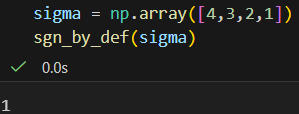 sigma = np.array([4,3,2,1])
sgn_by_def(sigma)
0.0s
1